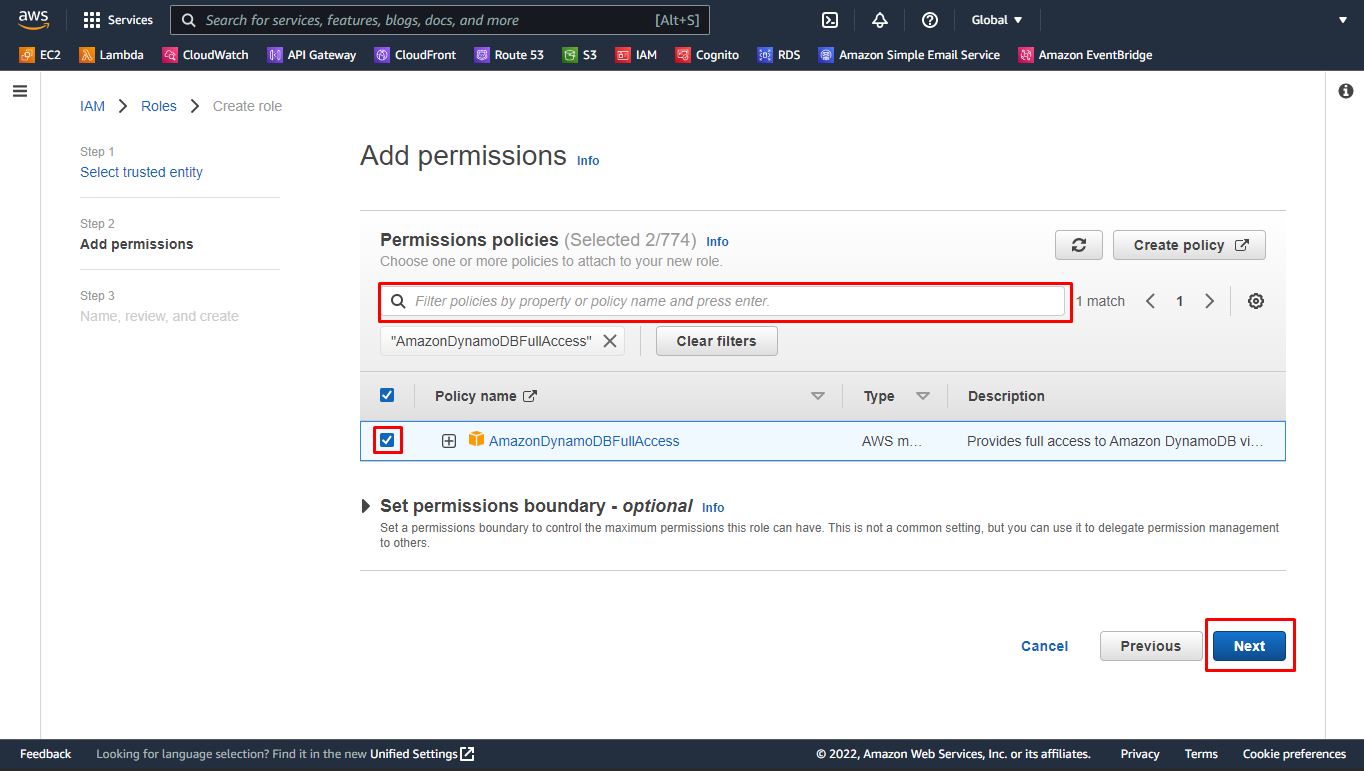 aws
Services
Search for services, features, blogs, docs, and more
[Alt+S]
Global
EC2
Lambda
CloudWatch
API Gateway
CloudFront
Route 53
S3
IAM
Cognito
RDS
Amazon Simple Email Service
Amazon EventBridge
IAM
Roles
Create role
Step 1
Select trusted entity
Step 2
Add permissions
Step 3
Name, review, and create
Add permissions Info
Permissions policies (Selected 2/774) Info
Choose one or more policies to attach to your new role.
Create policy
Filter policies by property or policy name and press enter.
1 match
1
"AmazonDynamoDBFullAccess"
Clear filters
Policy name
Type
Description
AmazonDynamoDBFullAccess
AWS m…
Provides full access to Amazon DynamoDB vi…
Set permissions boundary - optional Info
Set a permissions boundary to control the maximum permissions this role can have. This is not a common setting, but you can use it to delegate permission management
to others.
Cancel
Previous
Next
Feedback
Looking for language selection? Find it in the new Unified Settings
© 2022, Amazon Web Services, Inc. or its affiliates.
Privacy
Terms
Cookie preferences